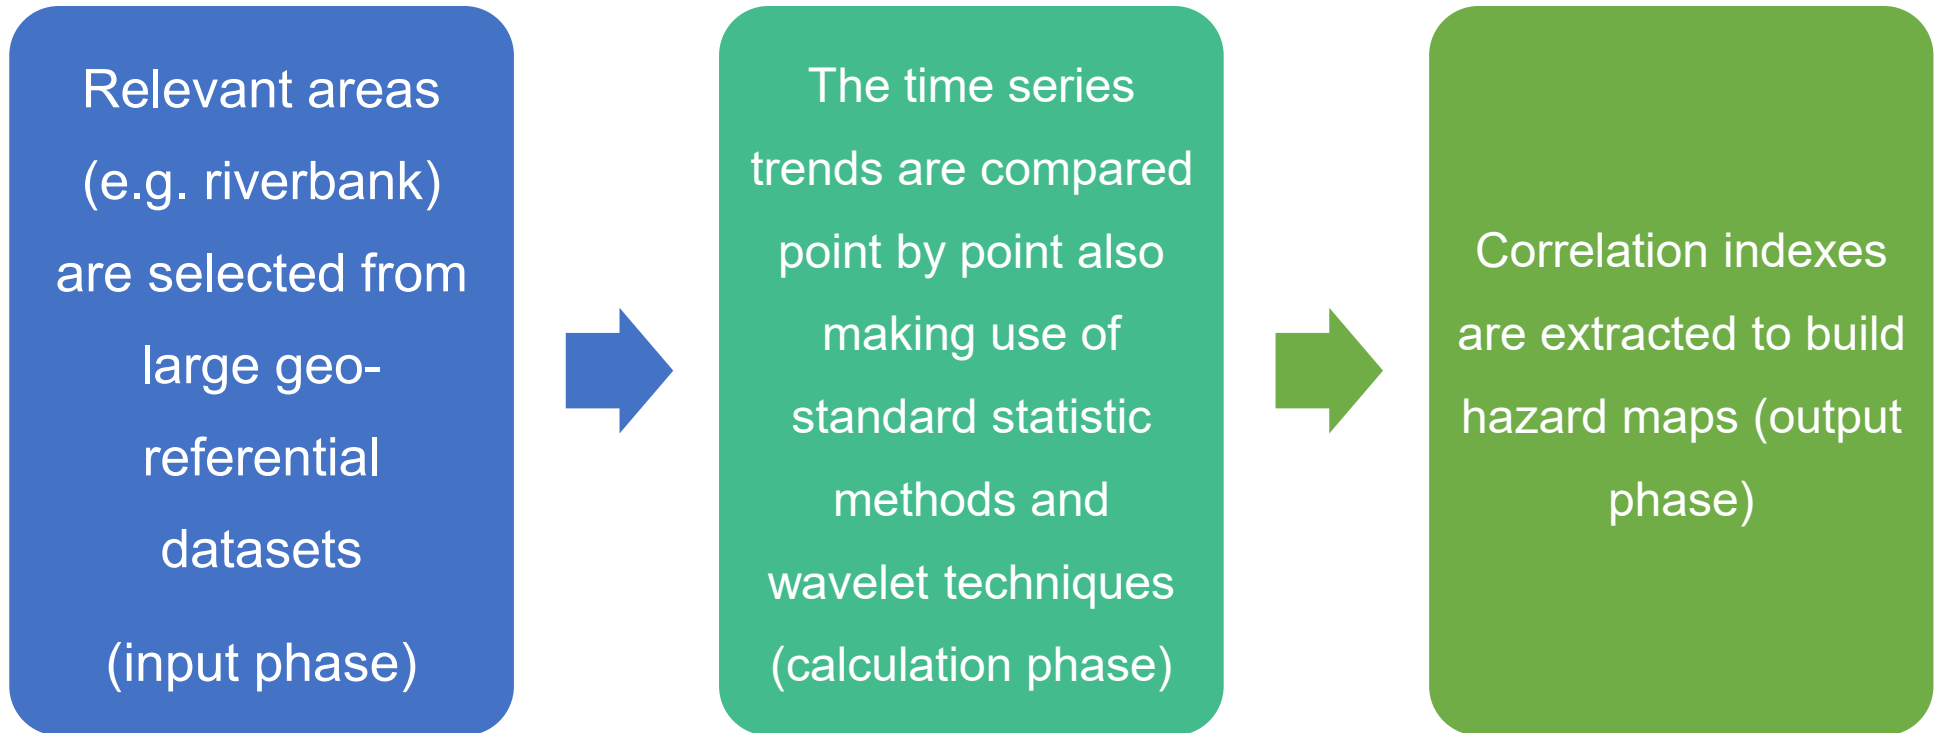 Relevant areas
(e.g. riverbank)
are selected from
large geo-
referential
datasets
(input phase)
The time series
trends are compared
point by point also
making use of
standard statistic
methods and
wavelet techniques
(calculation phase)
Correlation indexes
are extracted to build
hazard maps (output
phase)